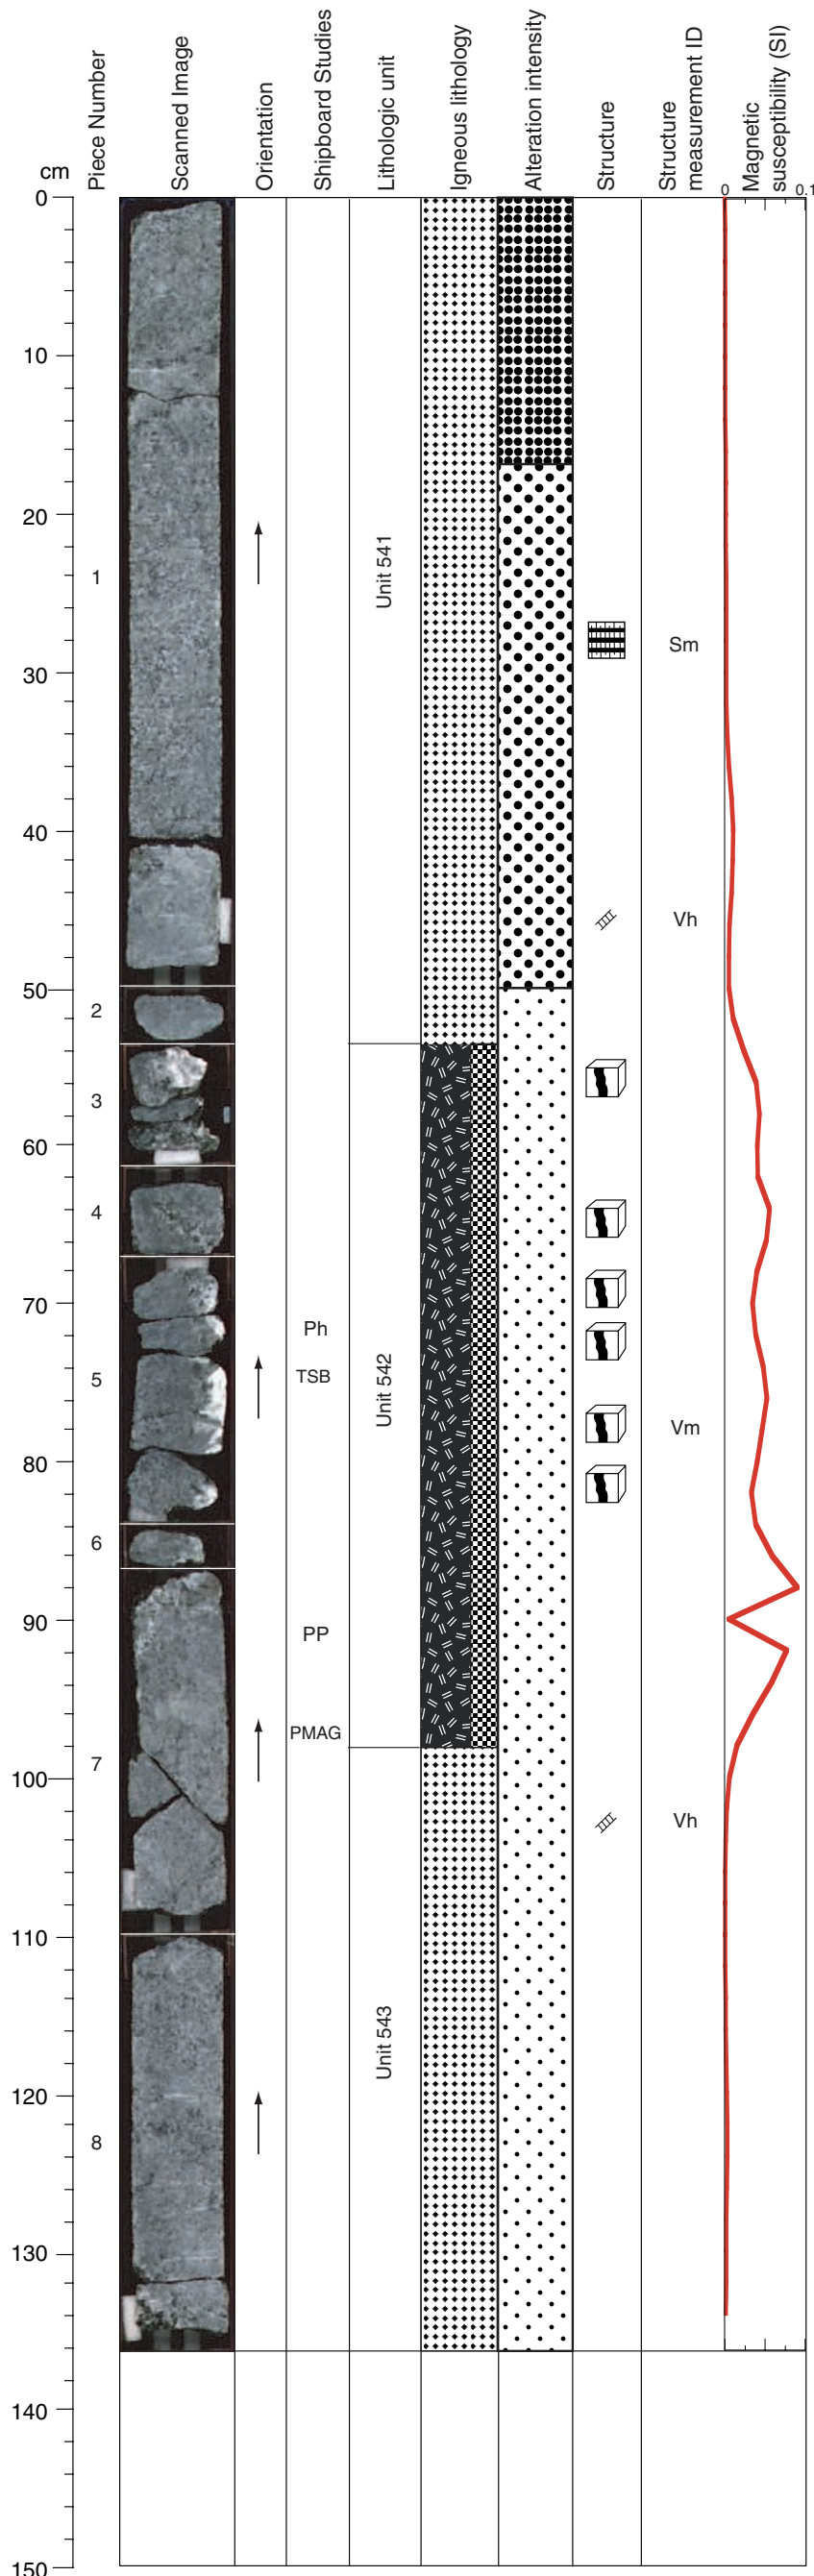 cm
Piece Number
Scanned Image
Orientation
Shipboard Studies
Lithologic unit
Igneous lithology
Alteration intensity
Structure
Structure
measurement ID
Magnetic
susceptibility (SI)
0 0.1
0
10
20
30
40
50
60
70
80
90
100
110
120
130
140
150
1
2
3
4
5
6
7
8
Ph
TSB
PP
PMAG
Unit 541
Unit 542
Unit 543
Sm
Vh
Vm
Vh